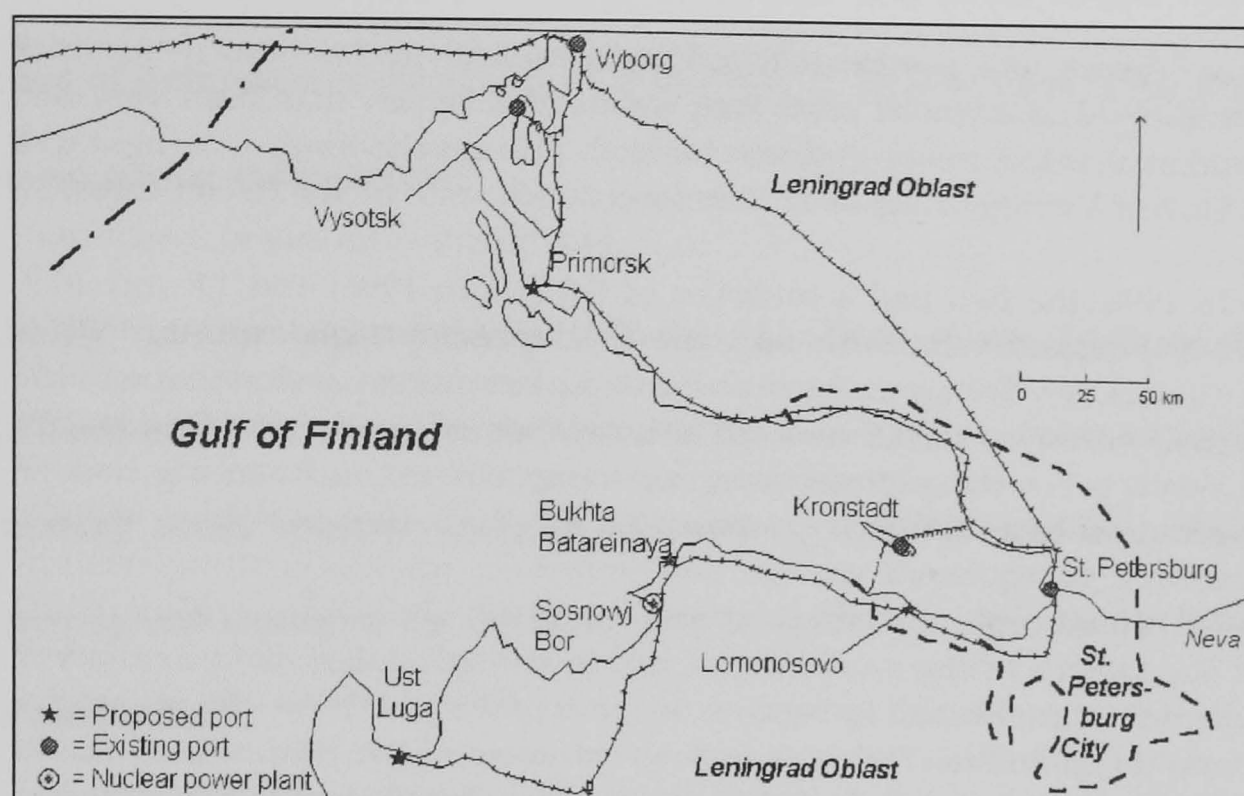 Vyborg
Leningrad Oblast
Vysotsk
Primorsk
0 25 50 km
Gulf of Finland
Bukhta
Batareinaya
Kronstadt
St. Petersburg
Sosnovyj
Bor
Neva
Lomonosovo
Ust
Luga
St.
Peters-
burg
City
Leningrad Oblast
★ = Proposed port
= Existing port
= Nuclear power plant